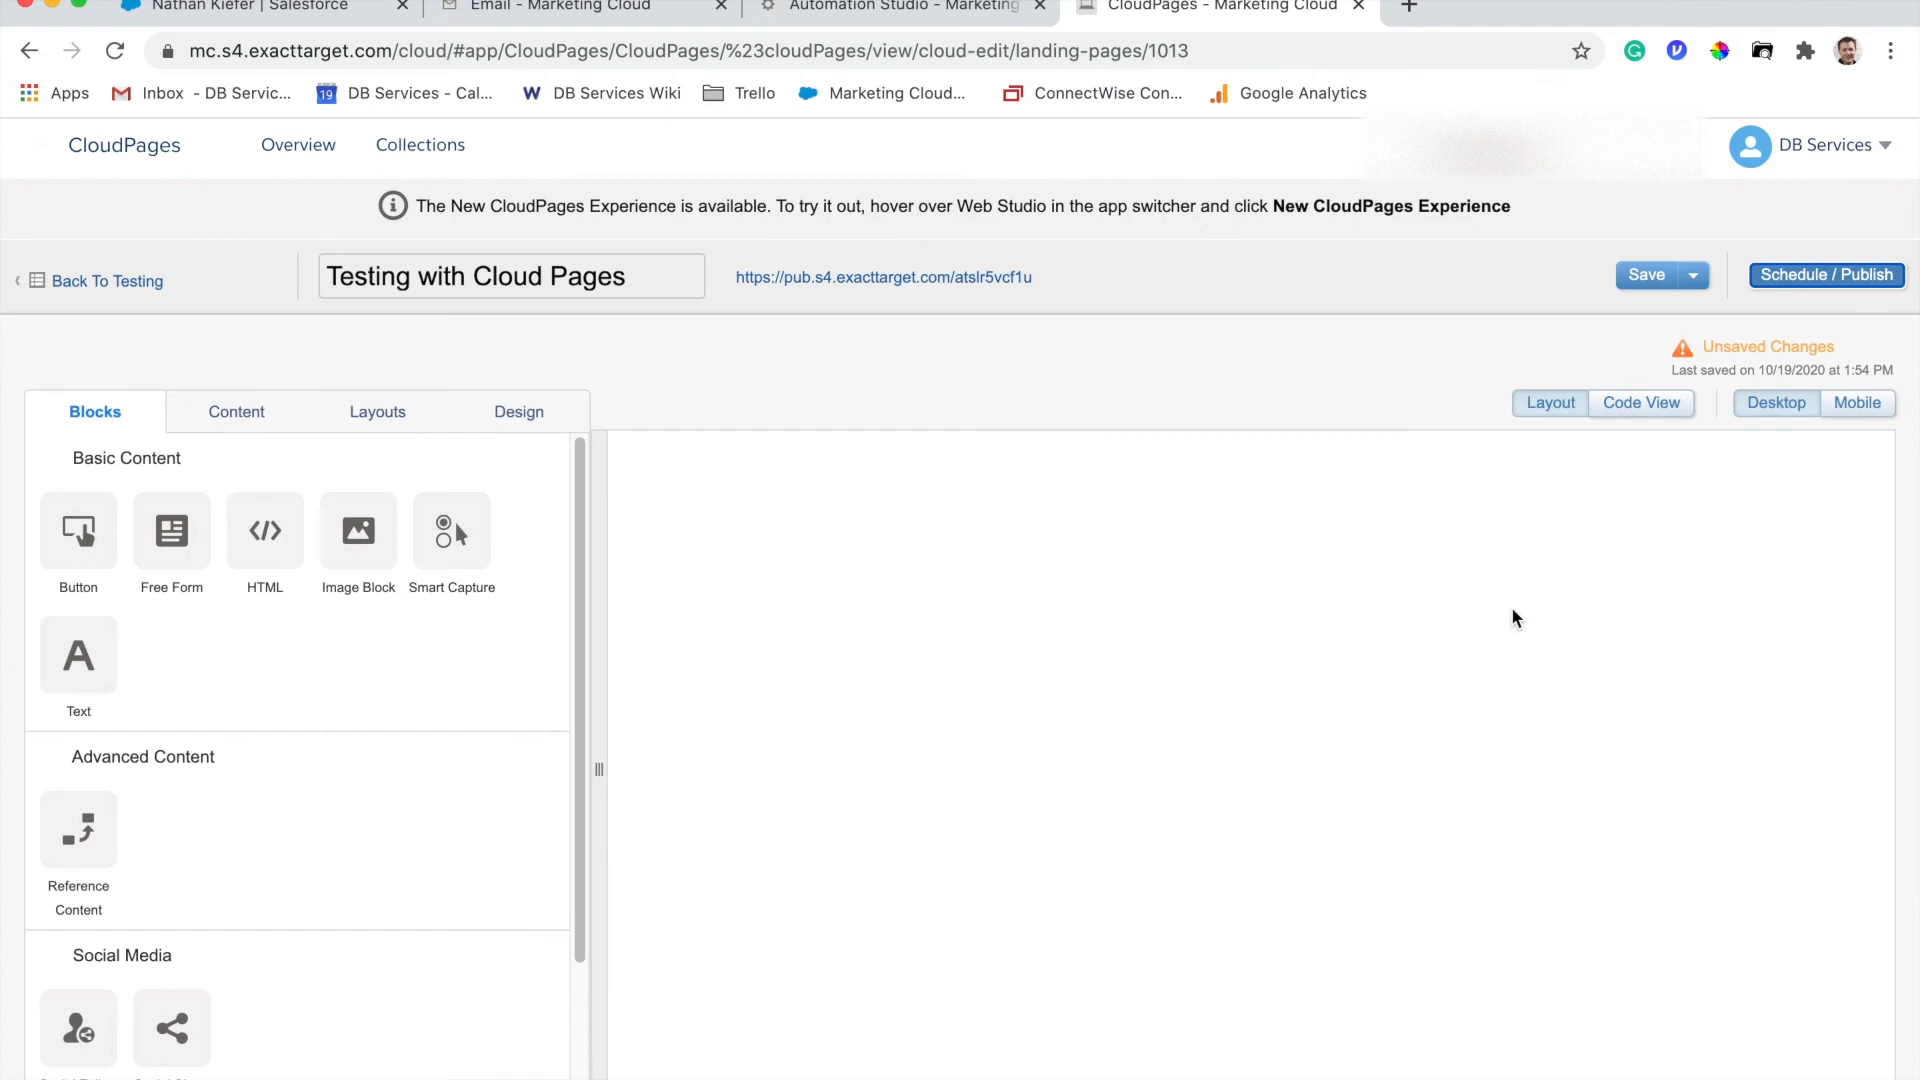 Nathan Kiefer | Salesforce
Email - Marketing Cloud
Automation Studio - Marketing
CloudPages - Marketing Cloud
mc.s4.exacttarget.com/cloud/#app/CloudPages/CloudPages/%23cloudPages/view/cloud-edit/landing-pages/1013
Apps
Inbox - DB Servic...
19
DB Services - Cal...
W
DB Services Wiki
Trello
Marketing Cloud...
ConnectWise Con...
Google Analytics
CloudPages
Overview
Collections
DB Services
The New CloudPages Experience is available. To try it out, hover over Web Studio in the app switcher and click New CloudPages Experience
Back To Testing
Testing with Cloud Pages
https://pub.s4.exacttarget.com/atslr5vcf1u
Save
Schedule / Publish
Unsaved Changes
Last saved on 10/19/2020 at 1:54 PM
Blocks
Content
Layouts
Design
Layout
Code View
Desktop
Mobile
Basic Content
Button
Free Form
HTML
Image Block
Smart Capture
Text
Advanced Content
Reference
Content
Social Media